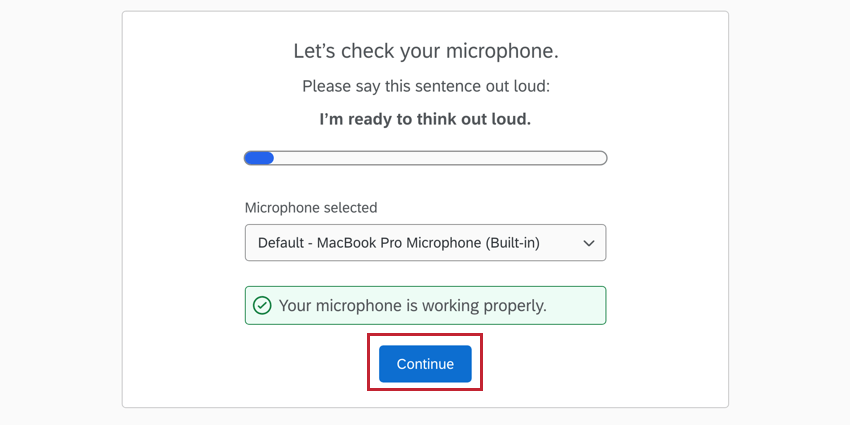 Let’s check your microphone.
Please say this sentence out loud:
I’m ready to think out loud.
Microphone selected
Default - MacBook Pro Microphone (Built-in)
Your microphone is working properly.
Continue